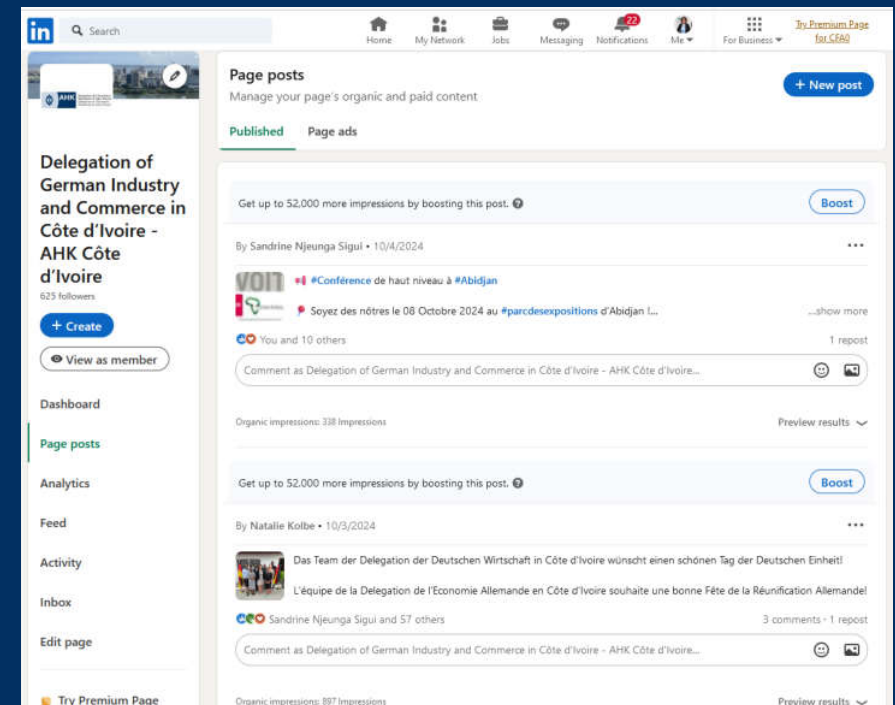 in
Search
Home
My Network
Jobs
Messaging
22
Notifications
Me
For Business
Try Premium Page
for CFA0
AHK
Delegation of
German Industry
and Commerce in
Côte d'Ivoire -
AHK Côte
d'Ivoire
625 followers
+ Create
View as member
Dashboard
Page posts
Analytics
Feed
Activity
Inbox
Edit page
Try Premium Page
Page posts
Manage your page's organic and paid content
+ New post
Published Page ads
Get up to 52,000 more impressions by boosting this post.
Boost
By Sandrine Njeunga Sigui • 10/4/2024
#Conférence de haut niveau à #Abidjan
Soyez des nôtres le 08 Octobre 2024 au #parcdesexpositions d'Abidjan !...
...show more
You and 10 others
1 repost
Comment as Delegation of German Industry and Commerce in Côte d'Ivoire - AHK Côte d'Ivoire...
Organic impressions: 338 Impressions
Preview results
Get up to 52,000 more impressions by boosting this post.
Boost
By Natalie Kolbe • 10/3/2024
Das Team der Delegation der Deutschen Wirtschaft in Côte d'Ivoire wünscht einen schönen Tag der Deutschen Einheit!
L'équipe de la Delegation de l'Economie Allemande en Côte d'Ivoire souhaite une bonne Fête de la Réunification Allemande!
Sandrine Njeunga Sigui and 57 others
3 comments · 1 repost
Comment as Delegation of German Industry and Commerce in Côte d'Ivoire - AHK Côte d'Ivoire...
Organic impressions: 897 Impressions
Preview results